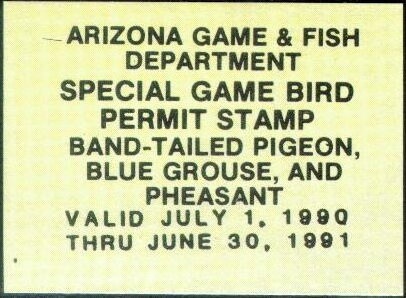 ARIZONA GAME & FISH
DEPARTMENT
SPECIAL GAME BIRD
PERMIT STAMP
BAND-TAILED PIGEON,
BLUE GROUSE, AND
PHEASANT
VALID JULY 1, 1990
THRU JUNE 30, 1991